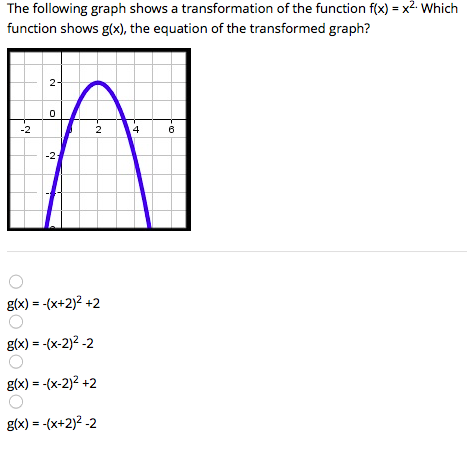 The following graph shows a transformation of the function f(x) = x². Which
function shows g(x), the equation of the transformed graph?
2
0
-2 2 4 6
-2
g(x) = -(x+2)² +2
g(x) = -(x-2)² -2
g(x) = -(x-2)² +2
g(x) = -(x+2)² -2